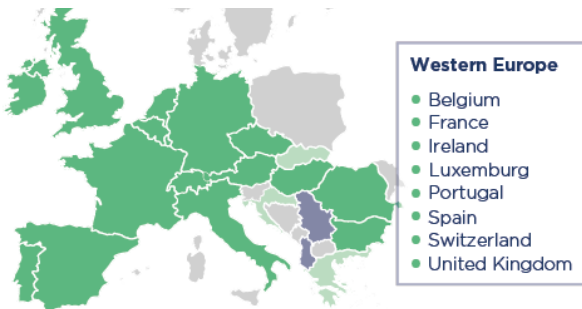 Western Europe
Belgium
France
Ireland
Luxemburg
Portugal
Spain
Switzerland
United Kingdom